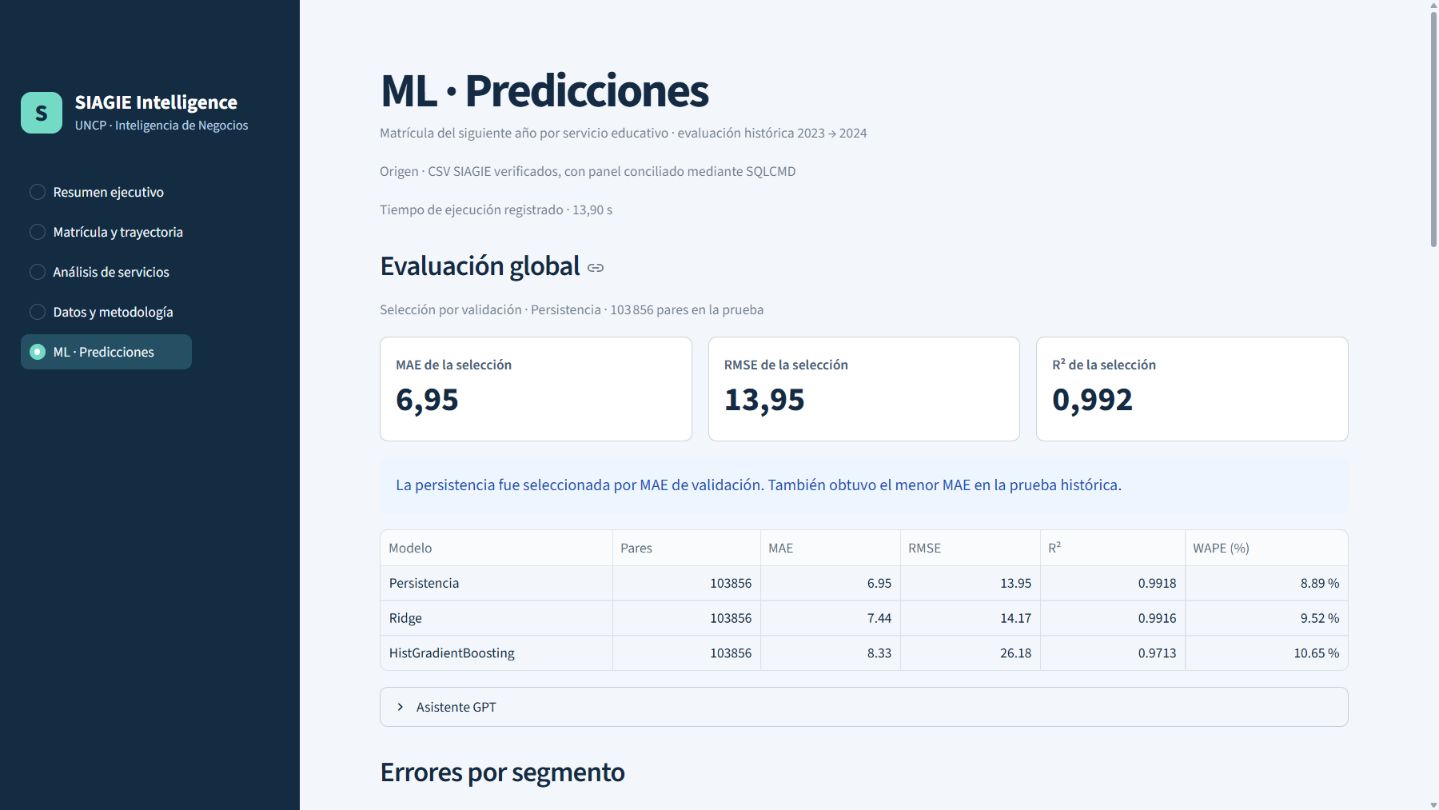 S
SIAGIE Intelligence
UNCP · Inteligencia de Negocios
Resumen ejecutivo
Matrícula y trayectoria
Análisis de servicios
Datos y metodología
ML · Predicciones
ML · Predicciones
Matrícula del siguiente año por servicio educativo · evaluación histórica 2023 → 2024
Origen · CSV SIAGIE verificados, con panel conciliado mediante SQLCMD
Tiempo de ejecución registrado · 13,90 s
Evaluación global
Selección por validación · Persistencia · 103 856 pares en la prueba
MAE de la selección
6,95
RMSE de la selección
13,95
R² de la selección
0,992
La persistencia fue seleccionada por MAE de validación. También obtuvo el menor MAE en la prueba histórica.
Modelo Pares MAE RMSE R² WAPE (%)
Persistencia 103856 6.95 13.95 0.9918 8.89 %
Ridge 103856 7.44 14.17 0.9916 9.52 %
HistGradientBoosting 103856 8.33 26.18 0.9713 10.65 %
Asistente GPT
Errores por segmento